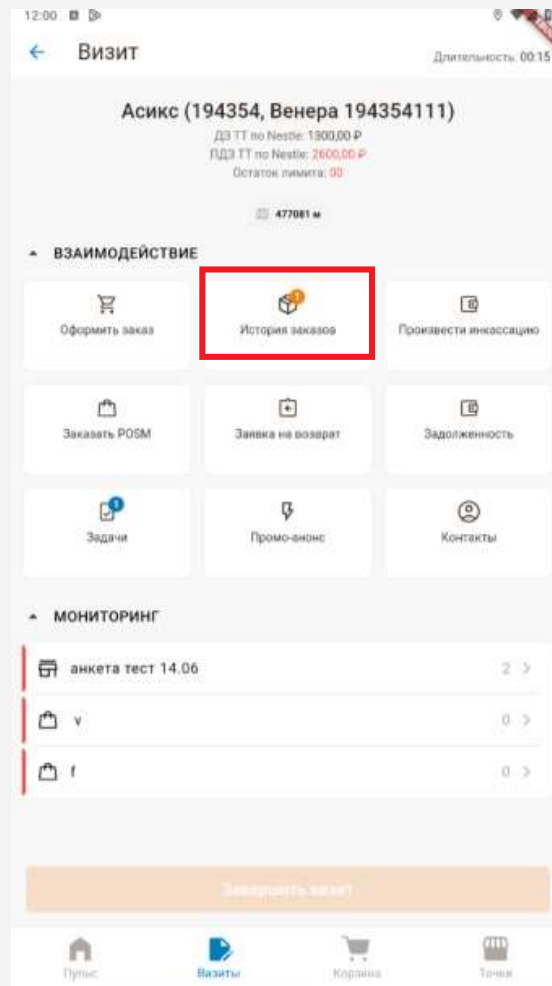 12:00
Визит
Длительность: 00:15
Асикс (194354, Венера 194354111)
ДЗ ТТ по Nestle: 1300,00 ₽
ПДЗ ТТ по Nestle: 2600,00 ₽
Остаток лимита: 00
477081 м
ВЗАИМОДЕЙСТВИЕ
Оформить заказ
1
История заказов
Произвести инкассацию
Заказать POSM
Заявка на возврат
Задолженность
1
Задачи
Промо-анонс
Контакты
МОНИТОРИНГ
анкета тест 14.06 2
v 0
f 0
Завершить визит
Пульс Визиты Корзина Точки